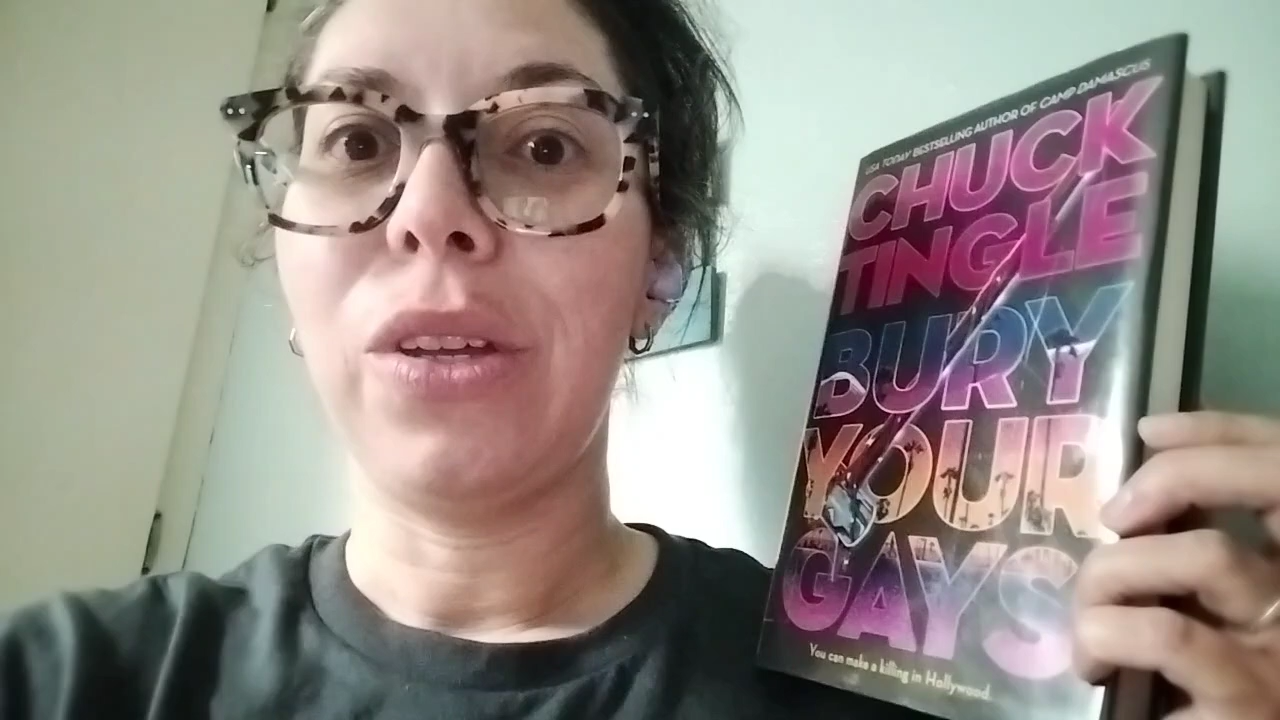 USA TODAY BESTSELLING AUTHOR OF CAMP DAMASCUS
CHUCK
TINGLE
BURY
YOUR
GAYS
You can make a killing in Hollywood.